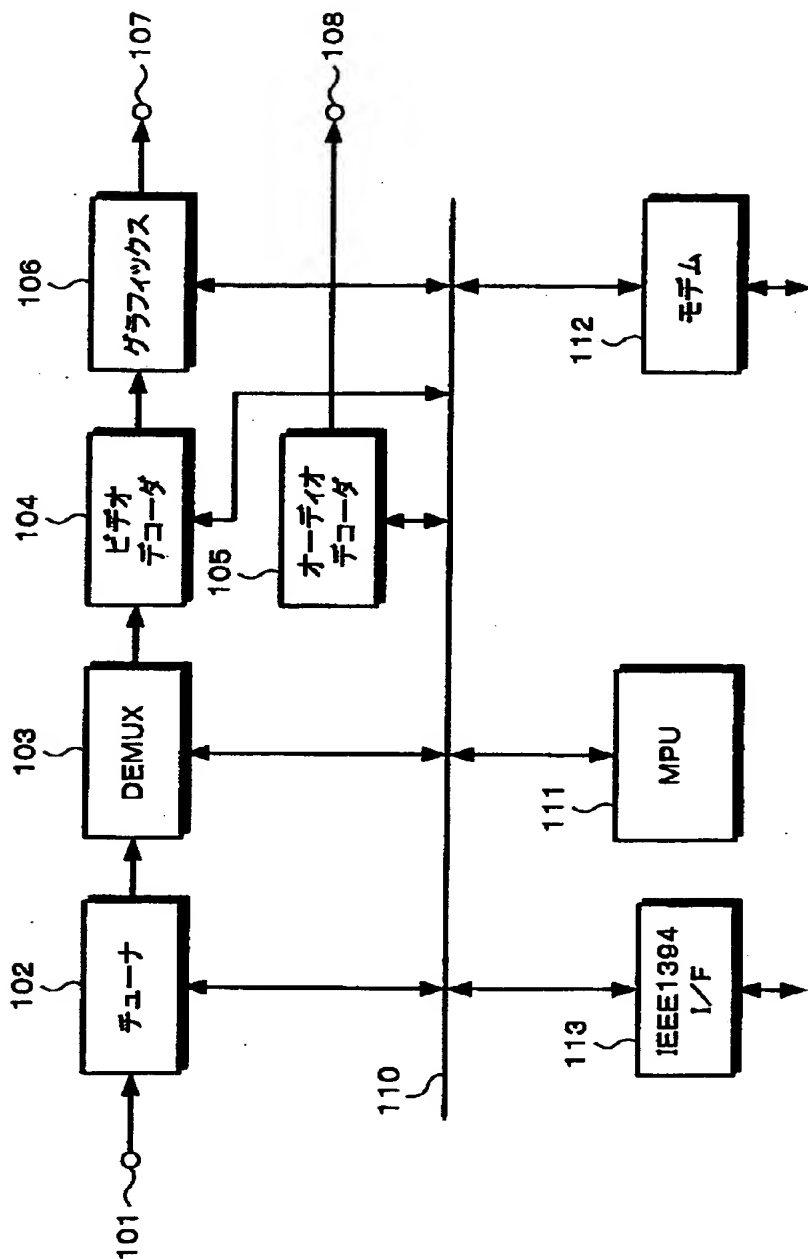 101
102
チューナ
103
DEMUX
104
ビデオ
デコーダ
105
オーディオ
デコーダ
106
グラフィックス
107
108
110
113
IEEE1394
I/F
111
MPU
112
モデム